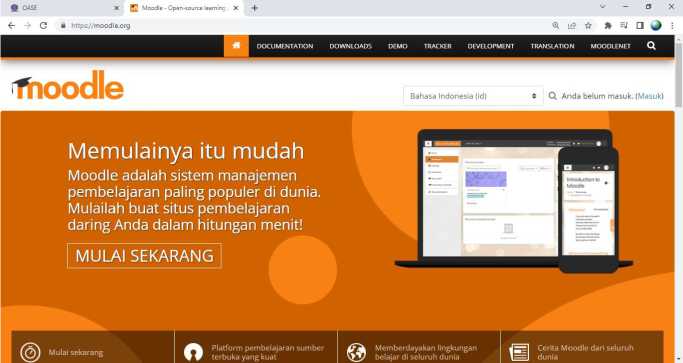 OASE
Moodle - Open-source learning
https://moodle.org
DOCUMENTATION DOWNLOADS DEMO TRACKER DEVELOPMENT TRANSLATION MOODLENET
moodle
Bahasa Indonesia (id)
Anda belum masuk. (Masuk)
Memulainya itu mudah
Moodle adalah sistem manajemen
pembelajaran paling populer di dunia.
Mulailah buat situs pembelajaran
daring Anda dalam hitungan menit!
MULAI SEKARANG
Introduction to
Moodle
Mulai sekarang
Platform pembelajaran sumber
terbuka yang kuat
Memberdayakan lingkungan
belajar di seluruh dunia
Cerita Moodle dari seluruh
dunia